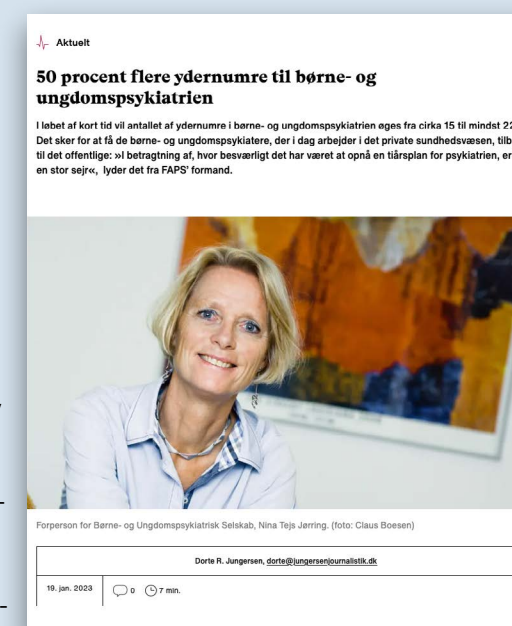 Aktuelt
50 procent flere ydernumre til børne- og
ungdomspsykiatrien
I løbet af kort tid vil antallet af ydernumre i børne- og ungdomspsykiatrien øges fra cirka 15 til mindst 22
Det sker for at få de børne- og ungdomspsykiatere, der i dag arbejder i det private sundhedsvæsen, tilb
til det offentlige: »I betragtning af, hvor besværligt det har været at opnå en tiårsplan for psykiatrien, er
en stor sejr«, lyder det fra FAPS' formand.
Forperson for Børne- og Ungdomspsykiatrisk Selskab, Nina Tejs Jørring. (foto: Claus Boesen)
Dorte R. Jungersen, dorte@jungersenjournalistik.dk
19. jan. 2023 0 7 min.